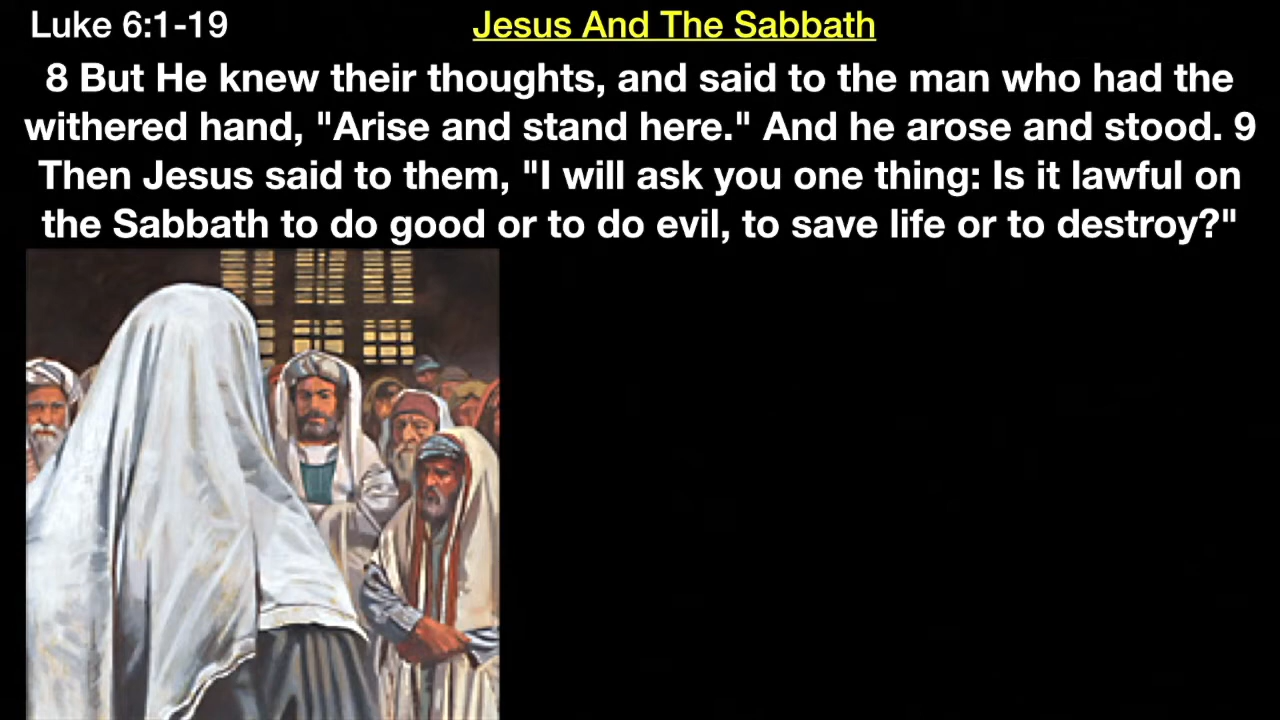 Luke 6:1-19
Jesus And The Sabbath
8 But He knew their thoughts, and said to the man who had the
withered hand, "Arise and stand here." And he arose and stood. 9
Then Jesus said to them, "I will ask you one thing: Is it lawful on
the Sabbath to do good or to do evil, to save life or to destroy?"